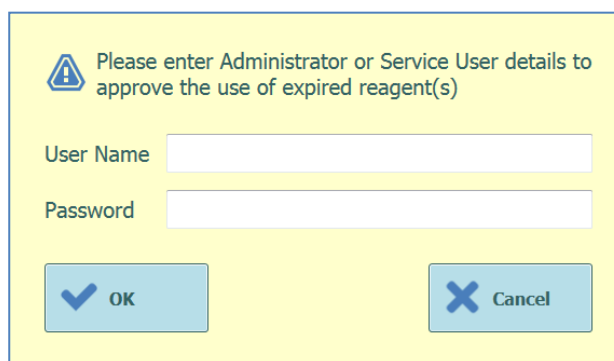 Please enter Administrator or Service User details to
approve the use of expired reagent(s)
User Name
Password
OK
Cancel